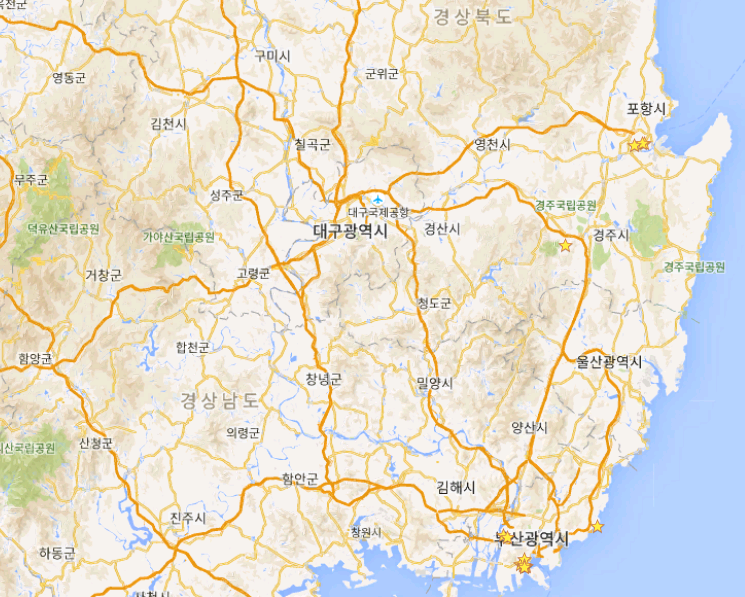 경상북도
구미시
군위군
영동군
포항시
김천시
칠곡군
영천시
무주군
성주군
경주국립공원
대구국제공항
덕유산국립공원
가야산국립공원
대구광역시
경산시
경주시
거창군
고령군
경주국립공원
청도군
합천군
함양군
울산광역시
창녕군
밀양시
경상남도
의령군
양산시
산청군
함안군
김해시
진주시
창원시
부산광역시
하동군